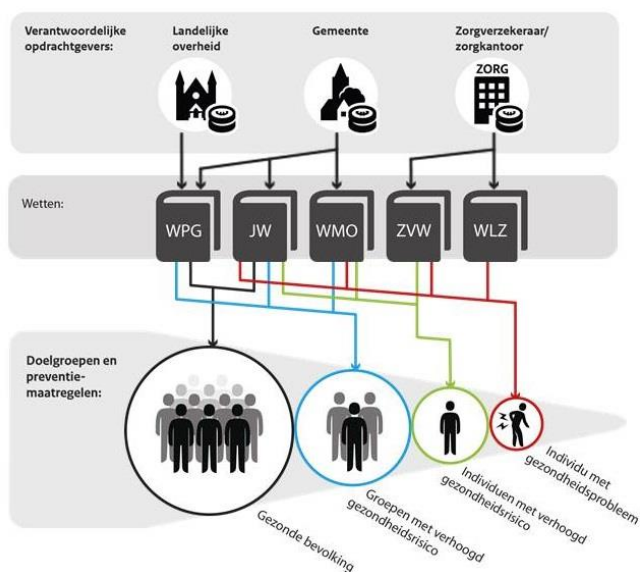 Verantwoordelijke
opdrachtgevers:
Landelijke
overheid
Gemeente
Zorgverzekeraar/
zorgkantoor
ZORG
Wetten:
WPG
JW
WMO
ZVW
WLZ
Doelgroepen en
preventie-
maatregelen:
Gezonde bevolking
Groepen met verhoogd
gezondheidsrisico
Individuen met verhoogd
gezondheidsrisico
Individu met
gezondheidsprobleem